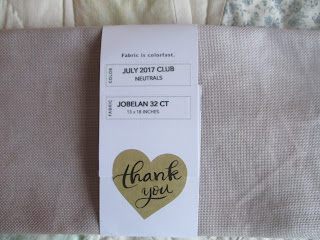 Fabric is colorfast.
COLOR
JULY 2017 CLUB
NEUTRALS
FABRIC
JOBELAN 32 CT
13 x 18 INCHES
thank
you